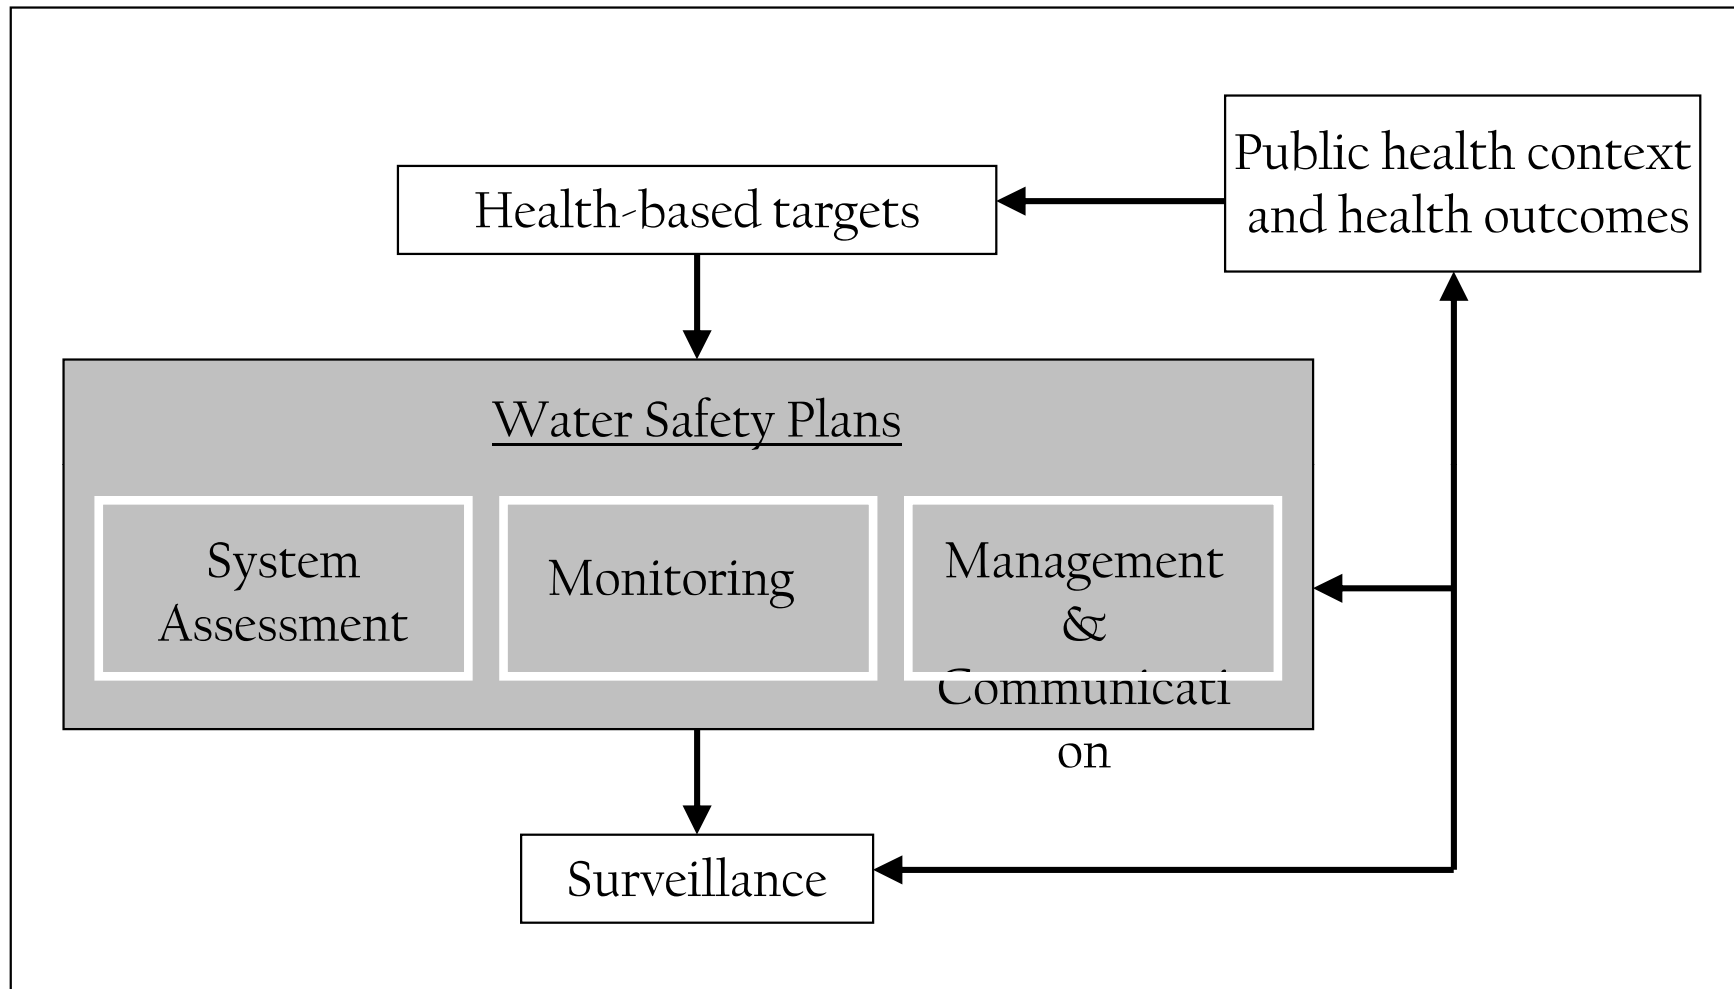 Public health context
and health outcomes
Health-based targets
Water Safety Plans
System
Assessment
Monitoring
Management
&
Communicati
on
Surveillance